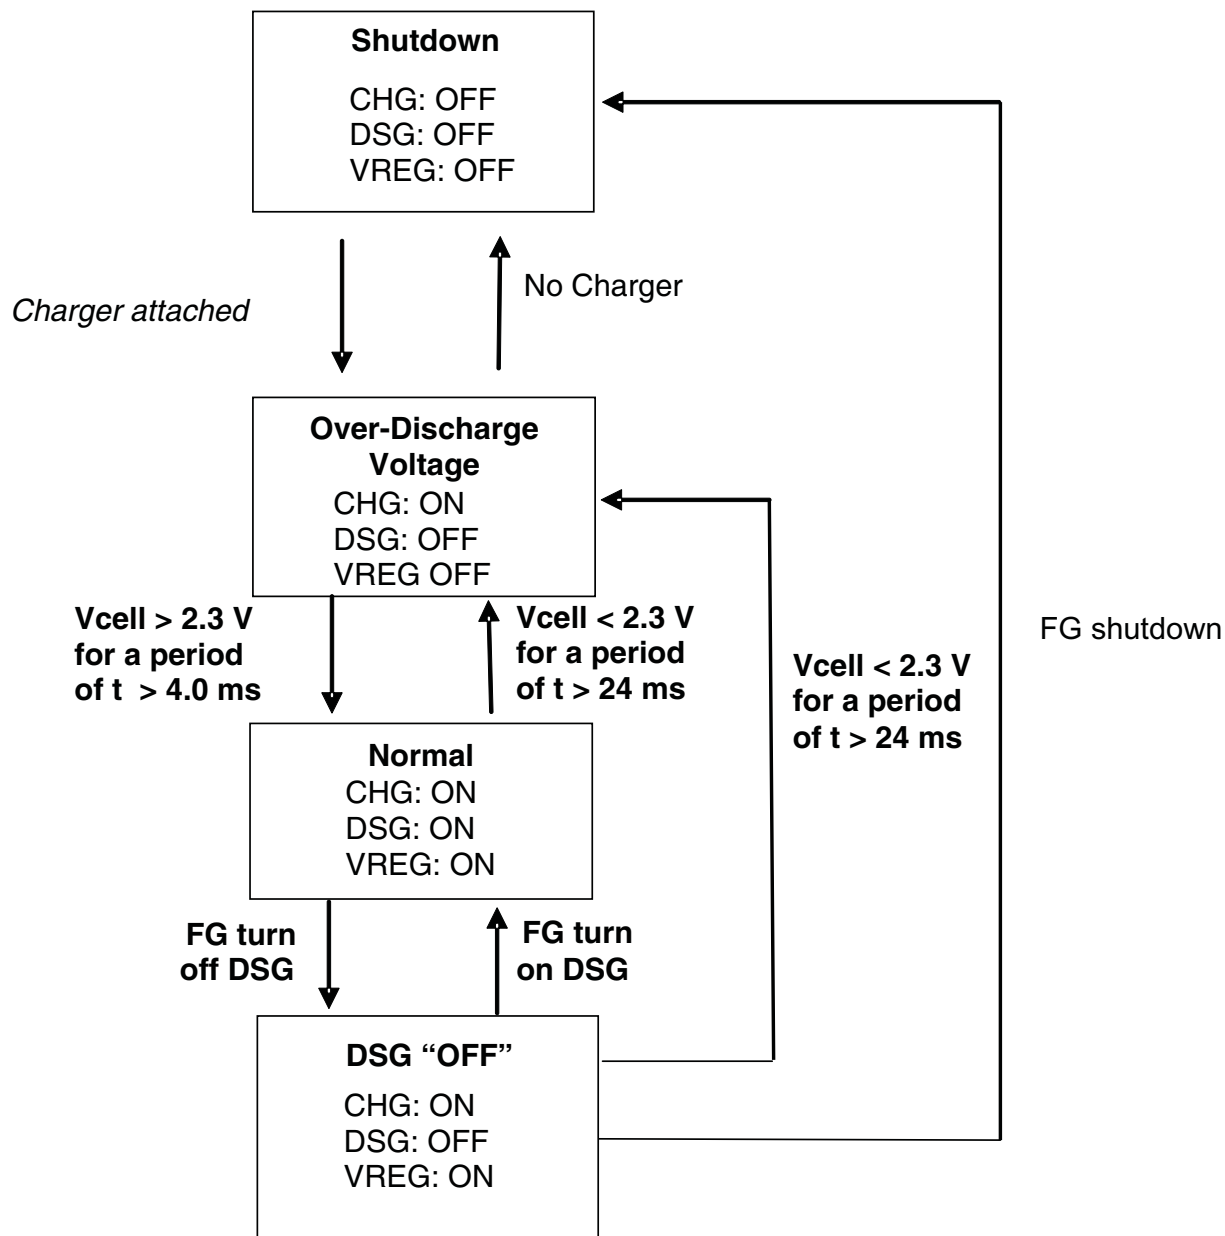 Shutdown
CHG: OFF
DSG: OFF
VREG: OFF
Charger attached
No Charger
Over-Discharge
Voltage
CHG: ON
DSG: OFF
VREG OFF
Vcell > 2.3 V
for a period
of t > 4.0 ms
Vcell < 2.3 V
for a period
of t > 24 ms
Vcell < 2.3 V
for a period
of t > 24 ms
FG shutdown
Normal
CHG: ON
DSG: ON
VREG: ON
FG turn
off DSG
FG turn
on DSG
DSG “OFF”
CHG: ON
DSG: OFF
VREG: ON